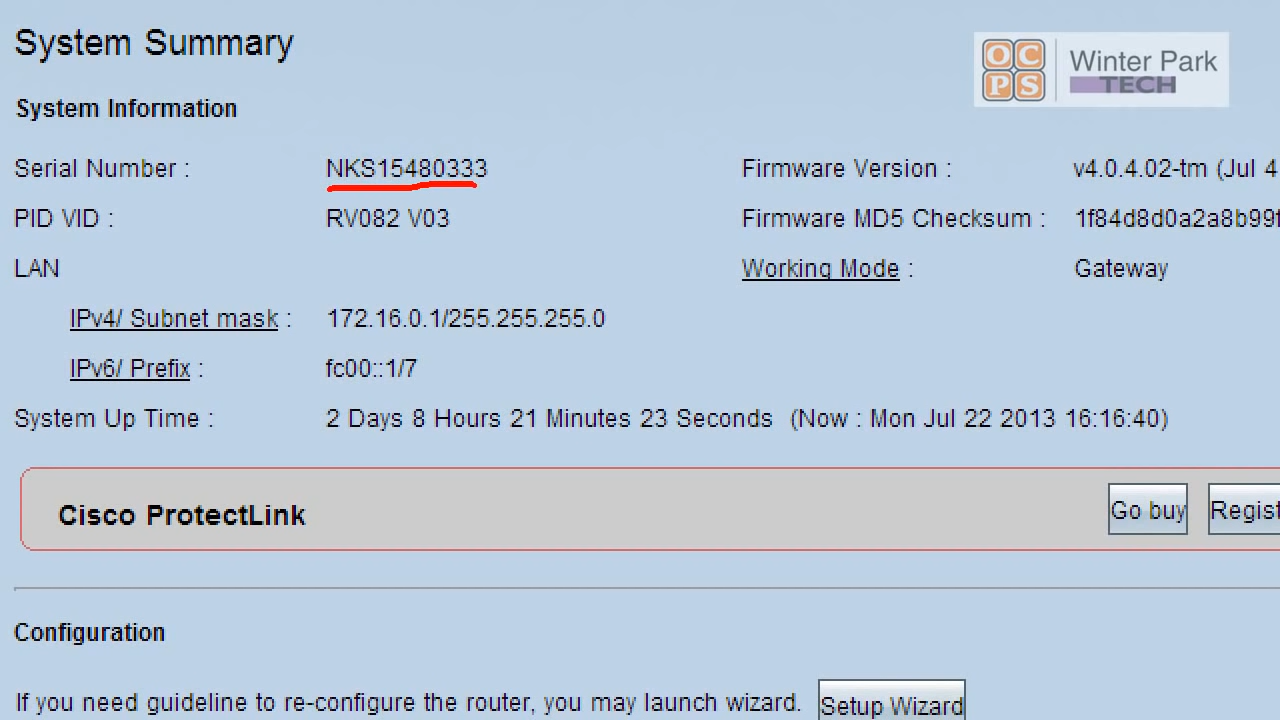 System Summary
OCPS Winter Park TECH
System Information
Serial Number : NKS15480333 Firmware Version : v4.0.4.02-tm (Jul 4
PID VID : RV082 V03 Firmware MD5 Checksum : 1f84d8d0a2a8b99f
LAN Working Mode : Gateway
IPv4/ Subnet mask : 172.16.0.1/255.255.255.0
IPv6/ Prefix : fc00::1/7
System Up Time : 2 Days 8 Hours 21 Minutes 23 Seconds (Now : Mon Jul 22 2013 16:16:40)
Cisco ProtectLink Go buy Regist
Configuration
If you need guideline to re-configure the router, you may launch wizard. Setup Wizard